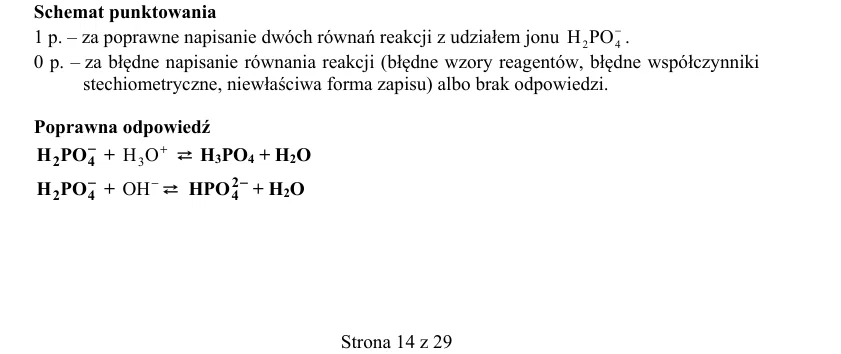 Schemat punktowania
1 p. – za poprawne napisanie dwóch równań reakcji z udziałem jonu H₂PO₄⁻.
0 p. – za błędne napisanie równania reakcji (błędne wzory reagentów, błędne współczynniki
stechiometryczne, niewłaściwa forma zapisu) albo brak odpowiedzi.
Poprawna odpowiedź
H₂PO₄⁻ + H₃O⁺ ⇌ H₃PO₄ + H₂O
H₂PO₄⁻ + OH⁻ ⇌ HPO₄²⁻ + H₂O
Strona 14 z 29